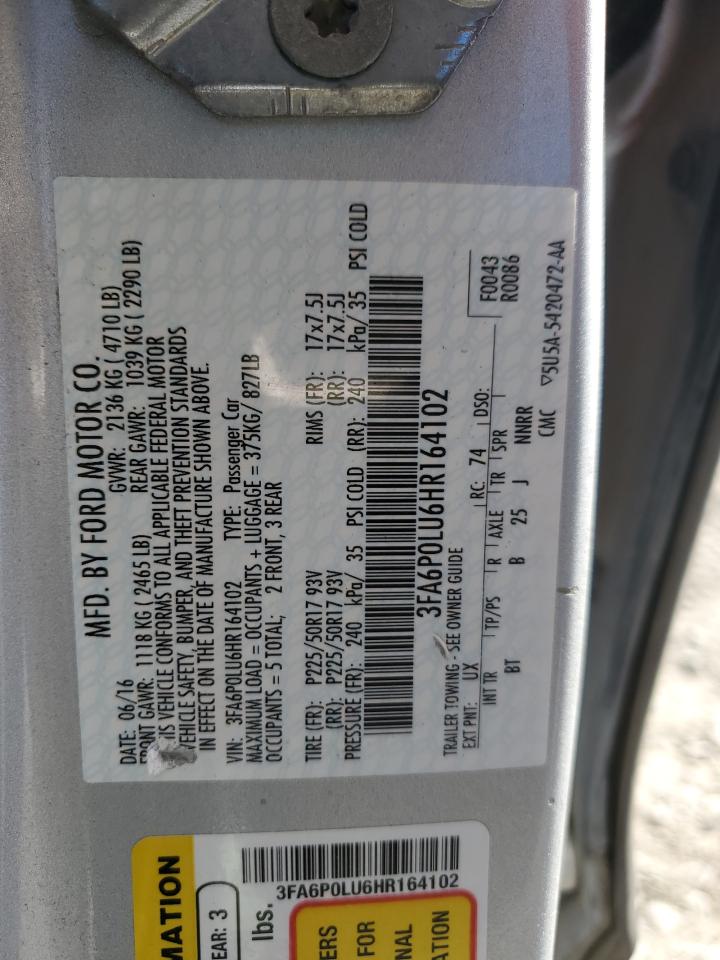 MFD. BY FORD MOTOR CO.
DATE: 06/16 GVWR: 2136 KG ( 4710 LB)
FRONT GAWR: 1118 KG ( 2465 LB) REAR GAWR: 1039 KG ( 2290 LB)
THIS VEHICLE CONFORMS TO ALL APPLICABLE FEDERAL MOTOR
VEHICLE SAFETY, BUMPER, AND THEFT PREVENTION STANDARDS
IN EFFECT ON THE DATE OF MANUFACTURE SHOWN ABOVE.
VIN: 3FA6P0LU6HR164102 TYPE: Passenger Car
MAXIMUM LOAD = OCCUPANTS + LUGGAGE = 375KG/ 827LB
OCCUPANTS = 5 TOTAL; 2 FRONT, 3 REAR
TIRE (FR): P225/50R17 93V RIMS (FR): 17x7.5J
(RR): P225/50R17 93V (RR): 17x7.5J
PRESSURE (FR): 240 kPa/ 35 PSI COLD (RR): 240 kPa/ 35 PSI COLD
3FA6P0LU6HR164102
TRAILER TOWING - SEE OWNER GUIDE
F0043
R0086
EXT PNT: UX RC: 74 DSO:
INT TR TP/PS R AXLE TR SPR
BT B 25 J NNRR
CMC ▽5U5A-5420472-AA
MATION
EAR: 3
lbs.
3FA6P0LU6HR164102
ERS
FOR
NAL
ATION